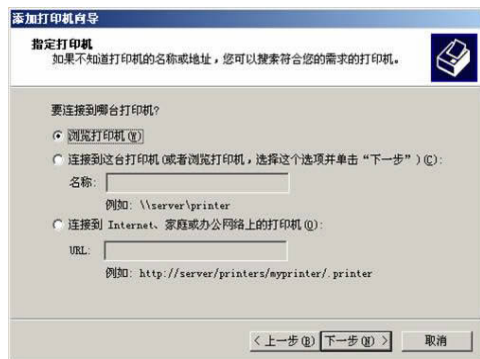 添加打印机向导
指定打印机
如果不知道打印机的名称或地址，您可以搜索符合您的需求的打印机。
要连接到哪台打印机?
浏览打印机(W)
连接到这台打印机(或者浏览打印机，选择这个选项并单击“下一步”)(C):
名称:
例如: \\server\printer
连接到 Internet、家庭或办公网络上的打印机(O):
URL:
例如: http://server/printers/myprinter/.printer
< 上一步(B) 下一步(N) > 取消